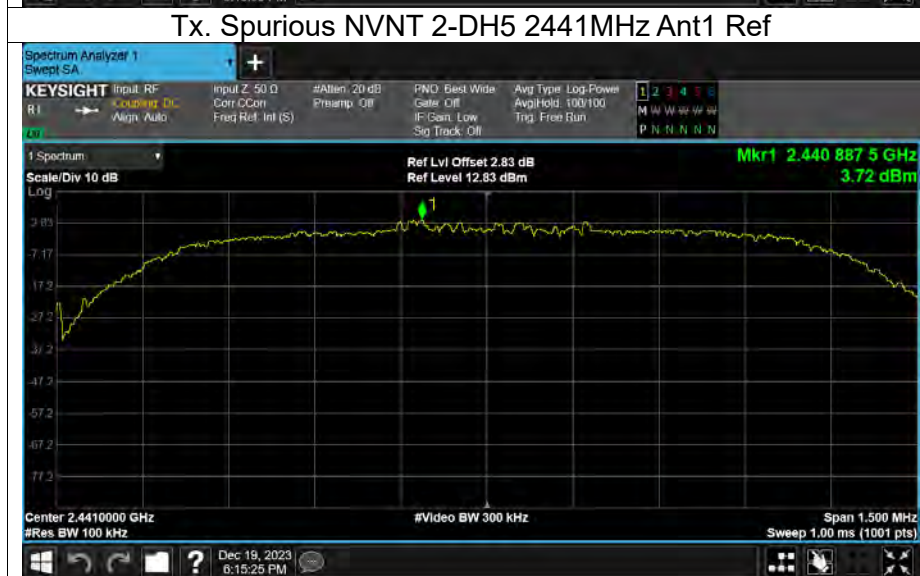 Tx. Spurious NVNT 2-DH5 2441MHz Ant1 Ref
Spectrum Analyzer 1
Swept SA
+
KEYSIGHT Input: RF Input Z: 50 Ω #Atten: 20 dB PNO: Best Wide Avg Type: Log-Power 1 2 3 4 5 6
Coupling: DC Corr CCorr Preamp: Off Gate: Off Avg|Hold: 100/100 M W W W W W
Align: Auto Freq Ref: Int (S) IF Gain: Low Trig: Free Run
Sig Track: Off P N N N N N
1 Spectrum Ref Lvl Offset 2.83 dB Mkr1 2.440 887 5 GHz
Scale/Div 10 dB Ref Level 12.83 dBm 3.72 dBm
Log
1
2.83
-7.17
-17.2
-27.2
-37.2
-47.2
-57.2
-67.2
-77.2
Center 2.4410000 GHz #Video BW 300 kHz Span 1.500 MHz
#Res BW 100 kHz Sweep 1.00 ms (1001 pts)
? Dec 19, 2023
6:15:25 PM